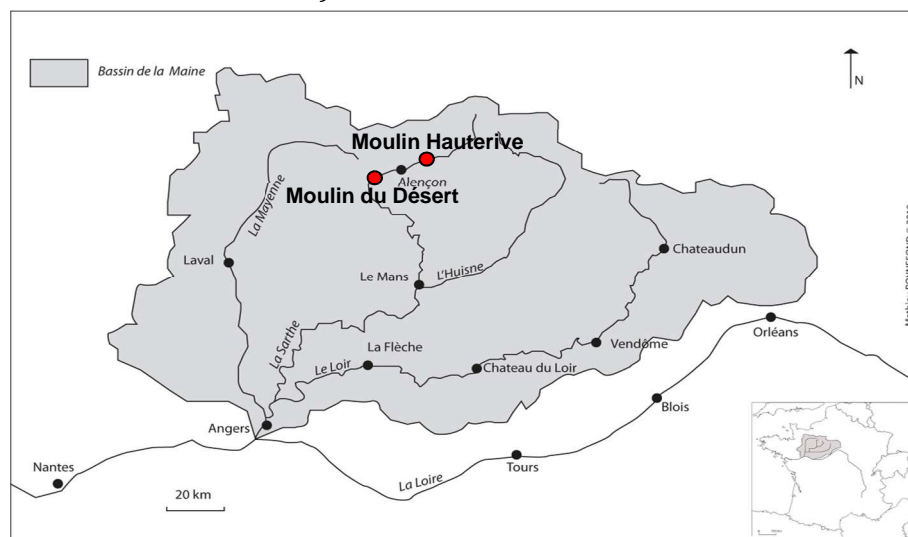 Bassin de la Maine
N
Moulin Hauterive
Alençon
Moulin du Désert
La Mayenne
Laval
Le Mans
L'Huisne
Chateaudun
La Sarthe
Le Loir
La Flèche
Chateau du Loir
Vendôme
Orléans
Angers
Blois
Nantes
Tours
La Loire
20 km